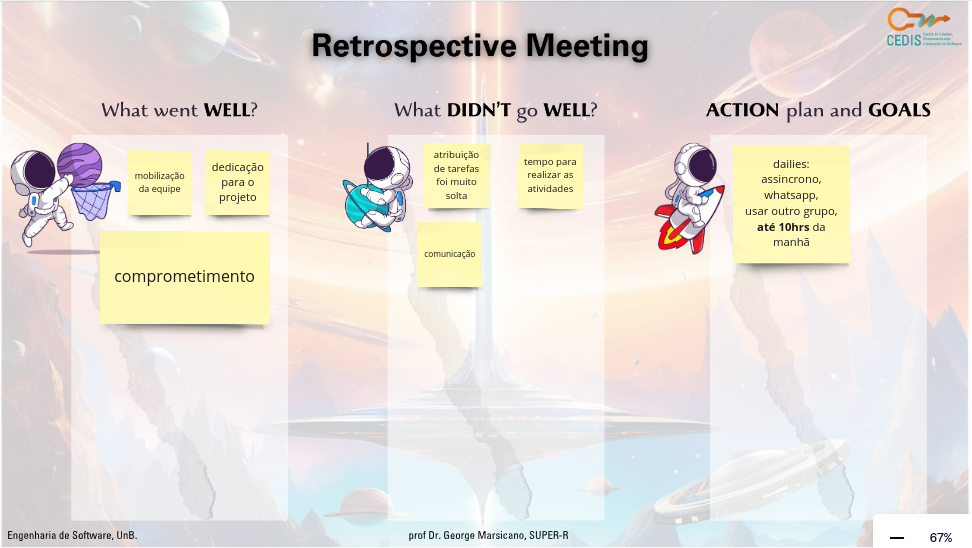 Retrospective Meeting
CEDIS
What went WELL?
mobilização
da equipe
dedicação
para o
projeto
comprometimento
What DIDN'T go WELL?
atribuição
de tarefas
foi muito
solta
tempo para
realizar as
atividades
comunicação
ACTION plan and GOALS
dailies:
assincrono,
whatsapp,
usar outro grupo,
até 10hrs da
manhã
Engenharia de Software, UnB.
prof Dr. George Marsicano, SUPER-R
— 67%